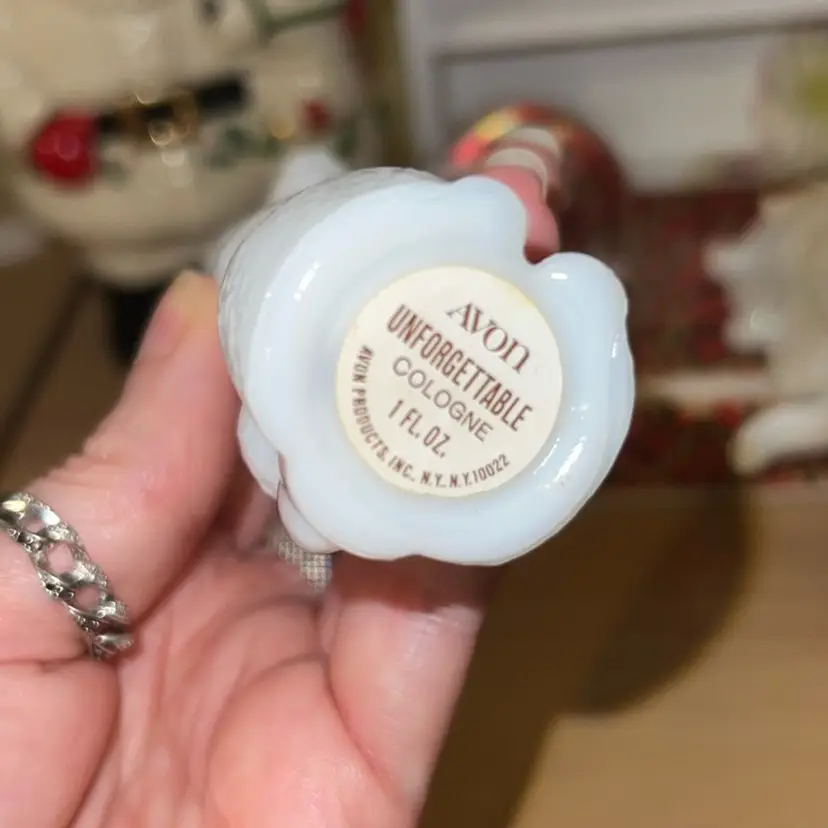 AVON
UNFORGETTABLE
COLOGNE
1 FL. OZ.
AVON PRODUCTS, INC., N.Y., N.Y. 10022